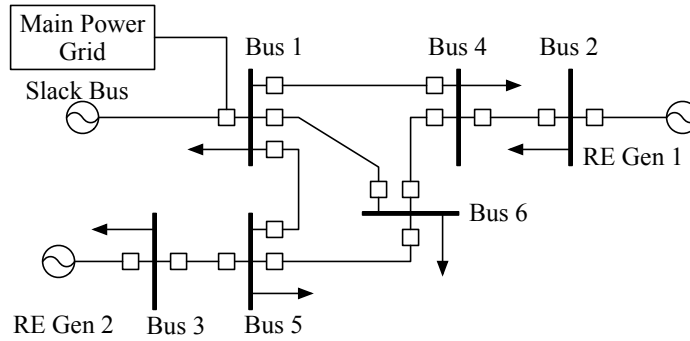 Main Power
Grid
Bus 1
Bus 4
Bus 2
Slack Bus
RE Gen 1
Bus 6
RE Gen 2
Bus 3
Bus 5